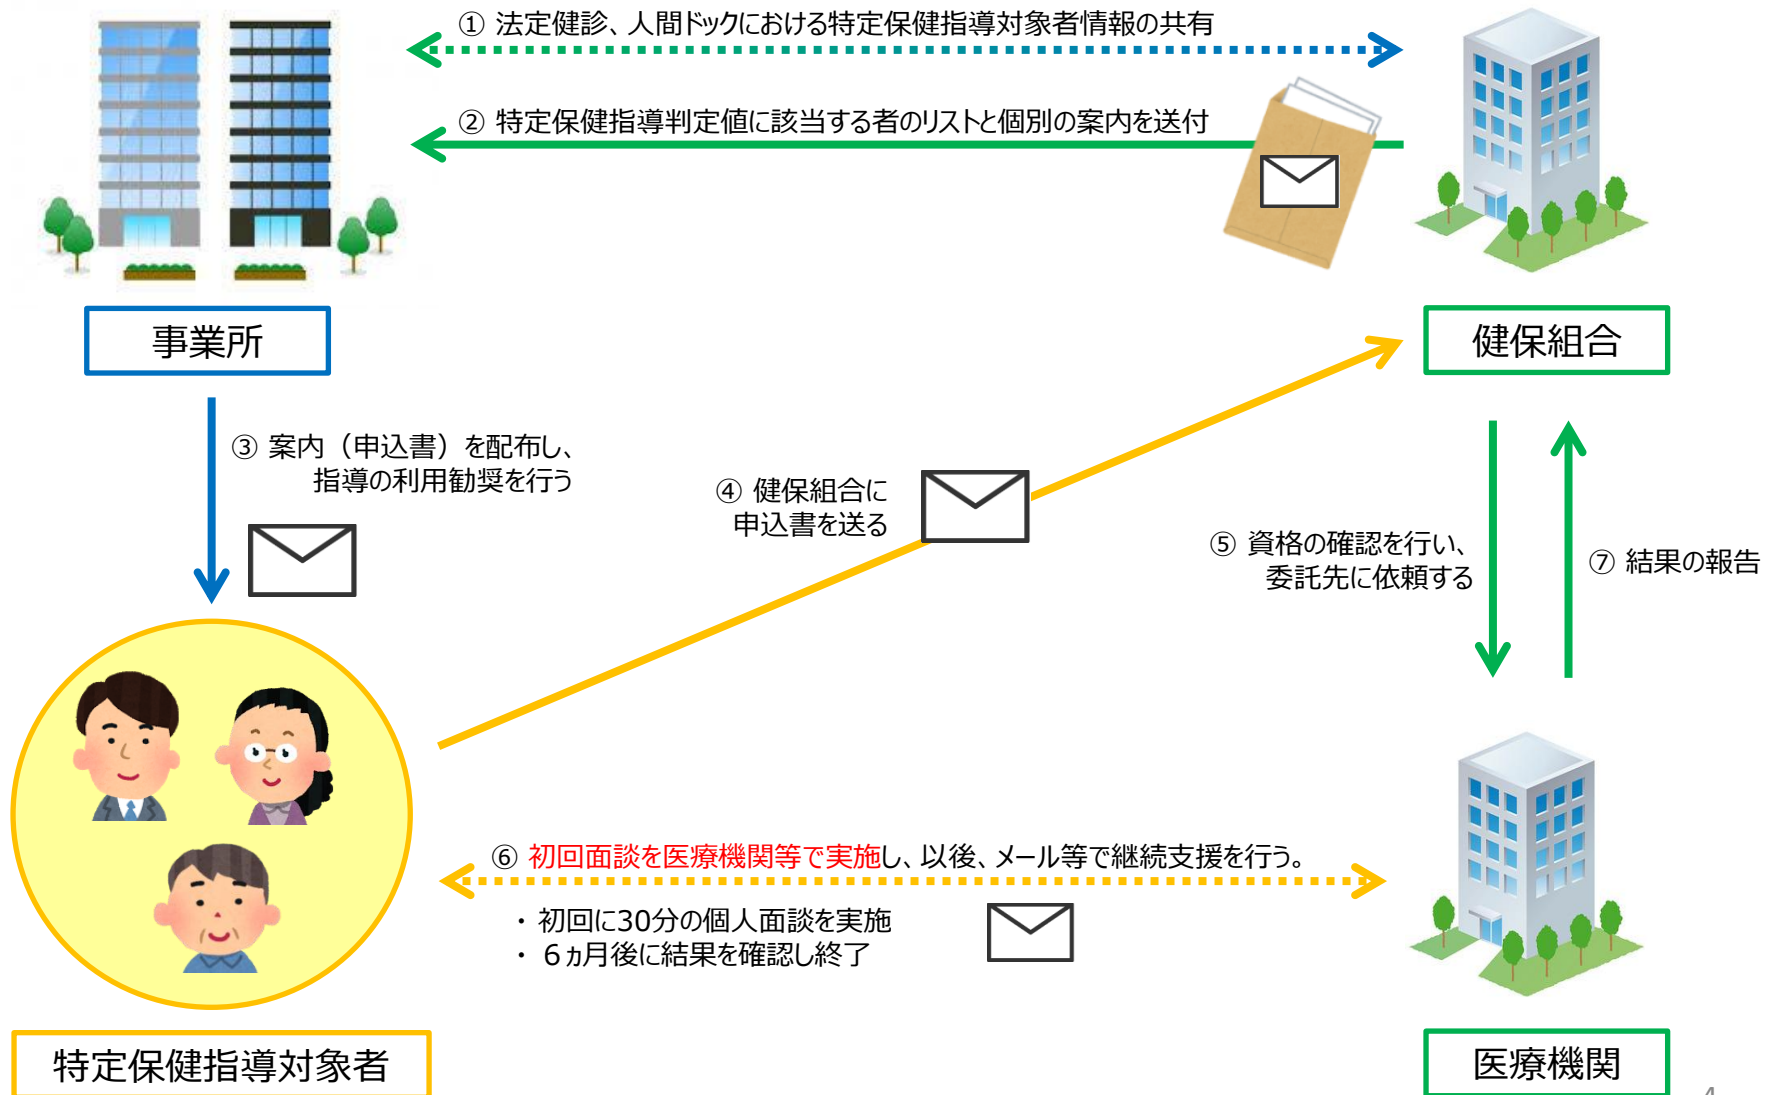 ① 法定健診、人間ドックにおける特定保健指導対象者情報の共有
② 特定保健指導判定値に該当する者のリストと個別の案内を送付
事業所
健保組合
③ 案内（申込書）を配布し、
指導の利用勧奨を行う
④ 健保組合に
申込書を送る
⑤ 資格の確認を行い、
委託先に依頼する
⑦ 結果の報告
⑥ 初回面談を医療機関等で実施し、以後、メール等で継続支援を行う。
・ 初回に30分の個人面談を実施
・ ６ヵ月後に結果を確認し終了
特定保健指導対象者
医療機関